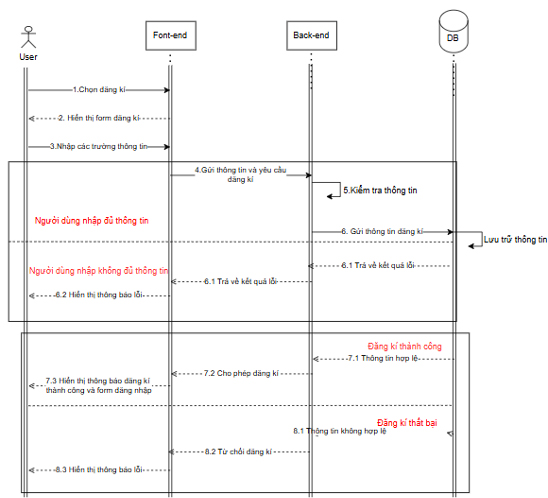 Font-end
Back-end
DB
User
1.Chọn đăng kí
2. Hiển thị form đăng kí
3.Nhập các trường thông tin
4.Gửi thông tin và yêu cầu
đăng kí
5.Kiểm tra thông tin
Người dùng nhập đủ thông tin
6. Gửi thông tin đăng kí
Lưu trữ thông tin
6.1 Trả về kết quả lỗi
Người dùng nhập không đủ thông tin
6.1 Trả về kết quả lỗi
6.2 Hiển thị thông báo lỗi
Đăng kí thành công
7.1 Thông tin hợp lệ
7.2 Cho phép đăng kí
7.3 Hiển thị thông báo đăng kí
thành công và form đăng nhập
Đăng kí thất bại
8.1 Thông tin không hợp lệ
8.2 Từ chối đăng kí
8.3 Hiển thị thông báo lỗi